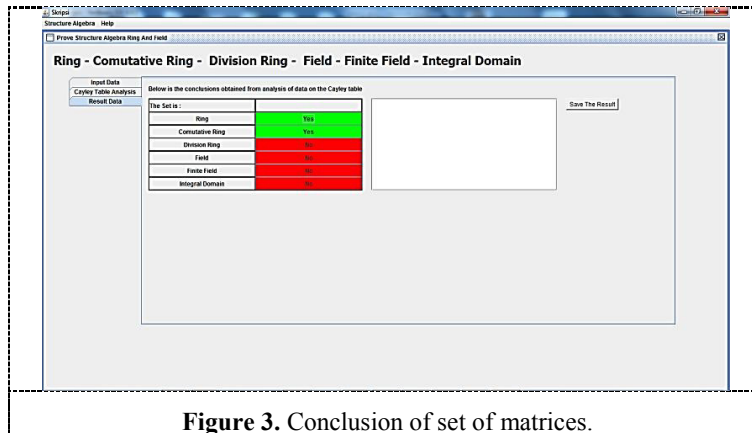 Skripsi
Structure Algebra Help
Prove Structure Algebra Ring And Field
Ring - Comutative Ring - Division Ring - Field - Finite Field - Integral Domain
Input Data
Cayley Table Analysis
Result Data
Below is the conclusions obtained from analysis of data on the Cayley table
The Set is :
Ring Yes
Comutative Ring Yes
Division Ring No
Field No
Finite Field No
Integral Domain No
Save The Result
Figure 3. Conclusion of set of matrices.